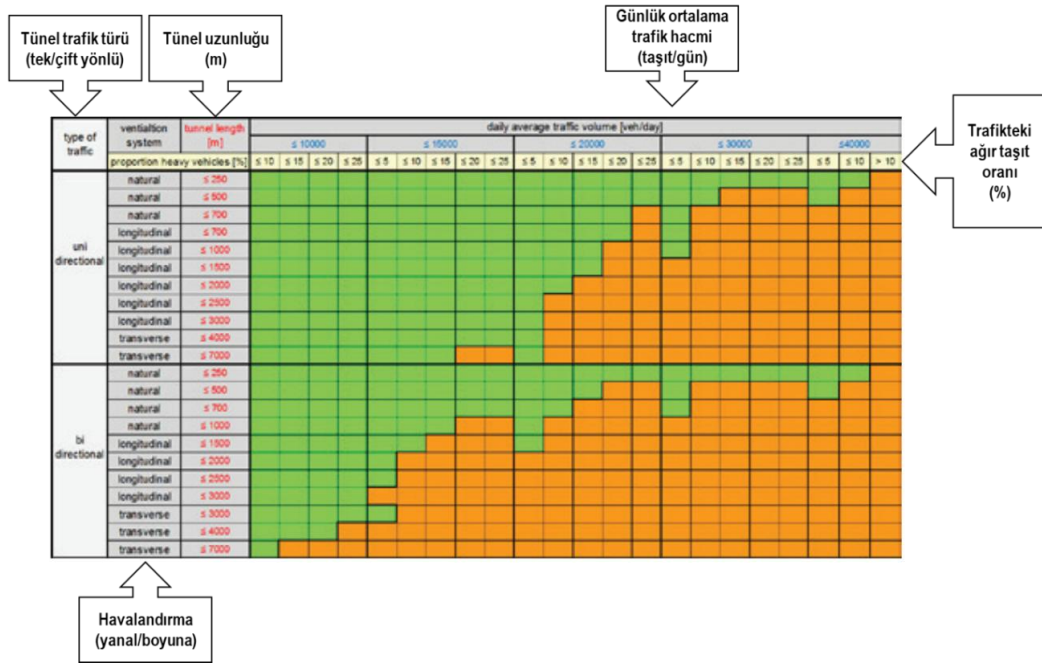 Tünel trafik türü
(tek/çift yönlü)
Tünel uzunluğu
(m)
Günlük ortalama
trafik hacmi
(taşıt/gün)
Trafikteki
ağır taşıt
oranı
(%)
type of
traffic
ventialtion
system
tunnel length
[m]
daily average traffic volume [veh/day]
≤ 10000 ≤ 15000 ≤ 20000 ≤ 30000 ≤40000
proportion heavy vehicles [%] ≤ 10 ≤ 15 ≤ 20 ≤ 25 ≤ 5 ≤ 10 ≤ 15 ≤ 20 ≤ 25 ≤ 5 ≤ 10 ≤ 15 ≤ 20 ≤ 25 ≤ 5 ≤ 10 ≤ 15 ≤ 20 ≤ 25 ≤ 5 ≤ 10 > 10
uni
directional
natural ≤ 250
natural ≤ 500
natural ≤ 700
longitudinal ≤ 700
longitudinal ≤ 1000
longitudinal ≤ 1500
longitudinal ≤ 2000
longitudinal ≤ 2500
longitudinal ≤ 3000
transverse ≤ 4000
transverse ≤ 7000
bi
directional
natural ≤ 250
natural ≤ 500
natural ≤ 700
natural ≤ 1000
longitudinal ≤ 1500
longitudinal ≤ 2000
longitudinal ≤ 2500
longitudinal ≤ 3000
transverse ≤ 3000
transverse ≤ 4000
transverse ≤ 7000
Havalandırma
(yanal/boyuna)